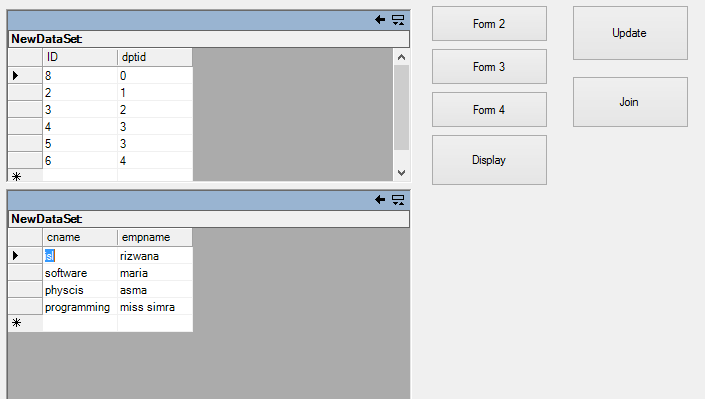 NewDataSet:
ID dptid
8 0
2 1
3 2
4 3
5 3
6 4
NewDataSet:
cname empname
isl rizwana
software maria
physcis asma
programming miss simra
Form 2
Form 3
Form 4
Display
Update
Join